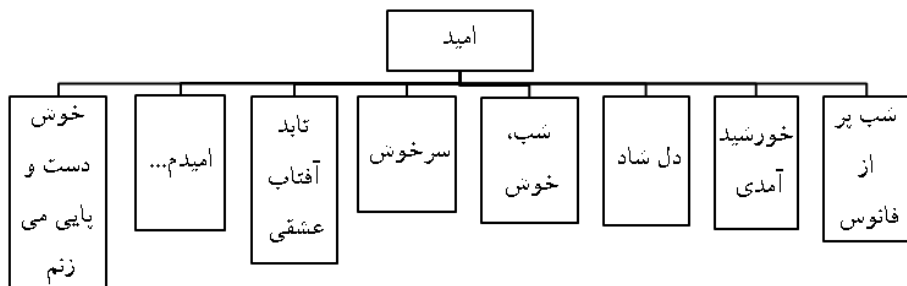 امید
شب پر
از
فانوس
خورشید
آمدی
دل شاد
شب،
خوش
سرخوش
تابد
آفتاب
عشقی
امیدم...
خوش
دست و
پایی می
زنم